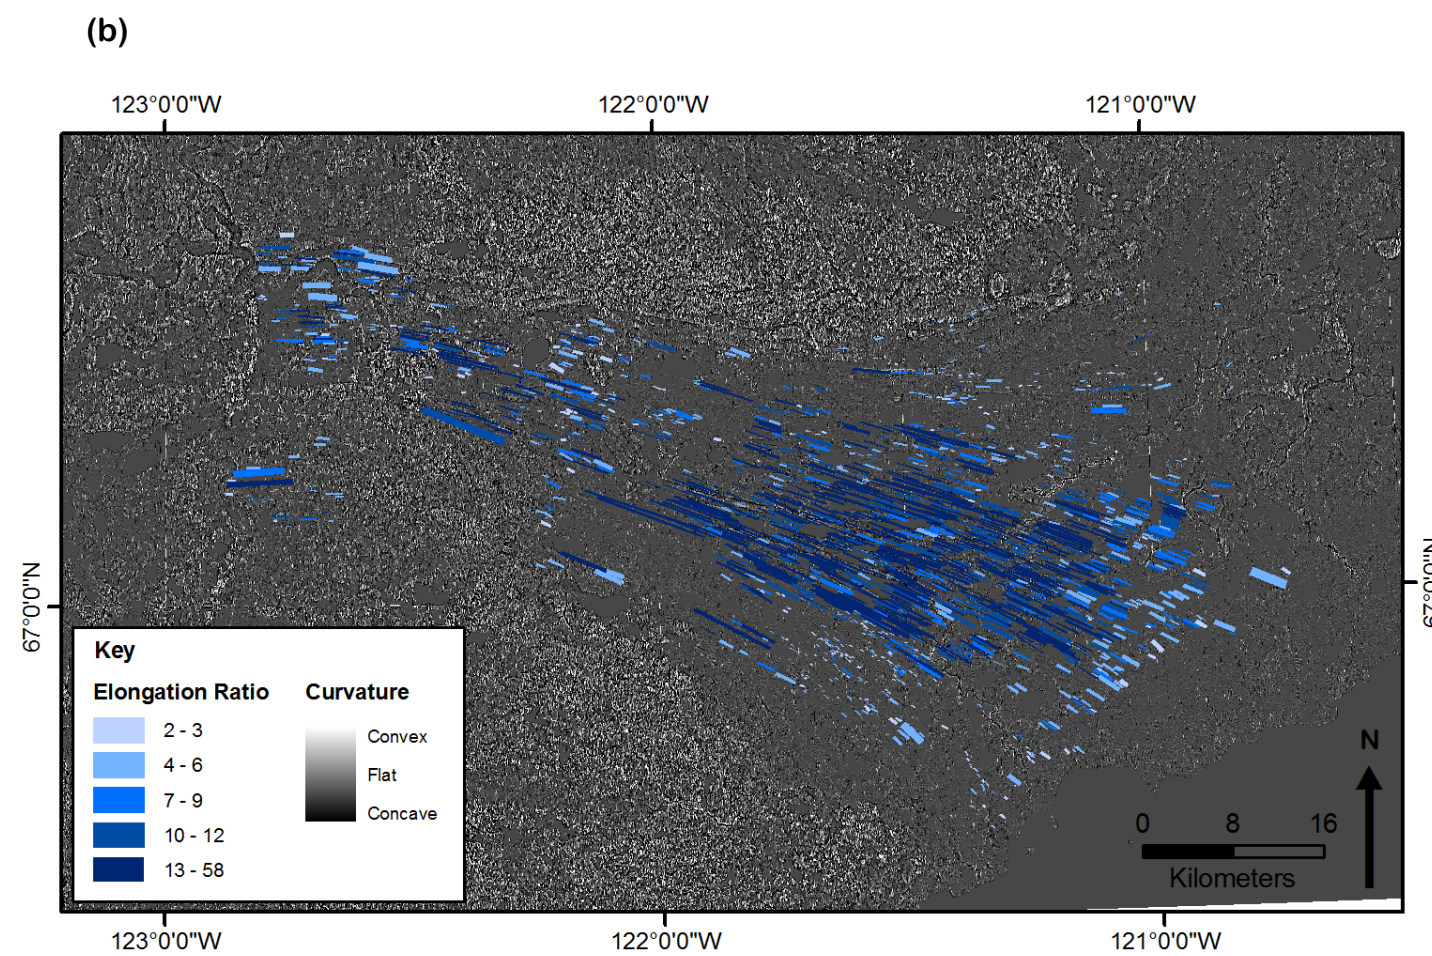 (b)
123°0'0"W 122°0'0"W 121°0'0"W
67°0'0"N
67°0'0"N
Key
Elongation Ratio
2 - 3
4 - 6
7 - 9
10 - 12
13 - 58
Curvature
Convex
Flat
Concave
N
0 8 16
Kilometers
123°0'0"W 122°0'0"W 121°0'0"W